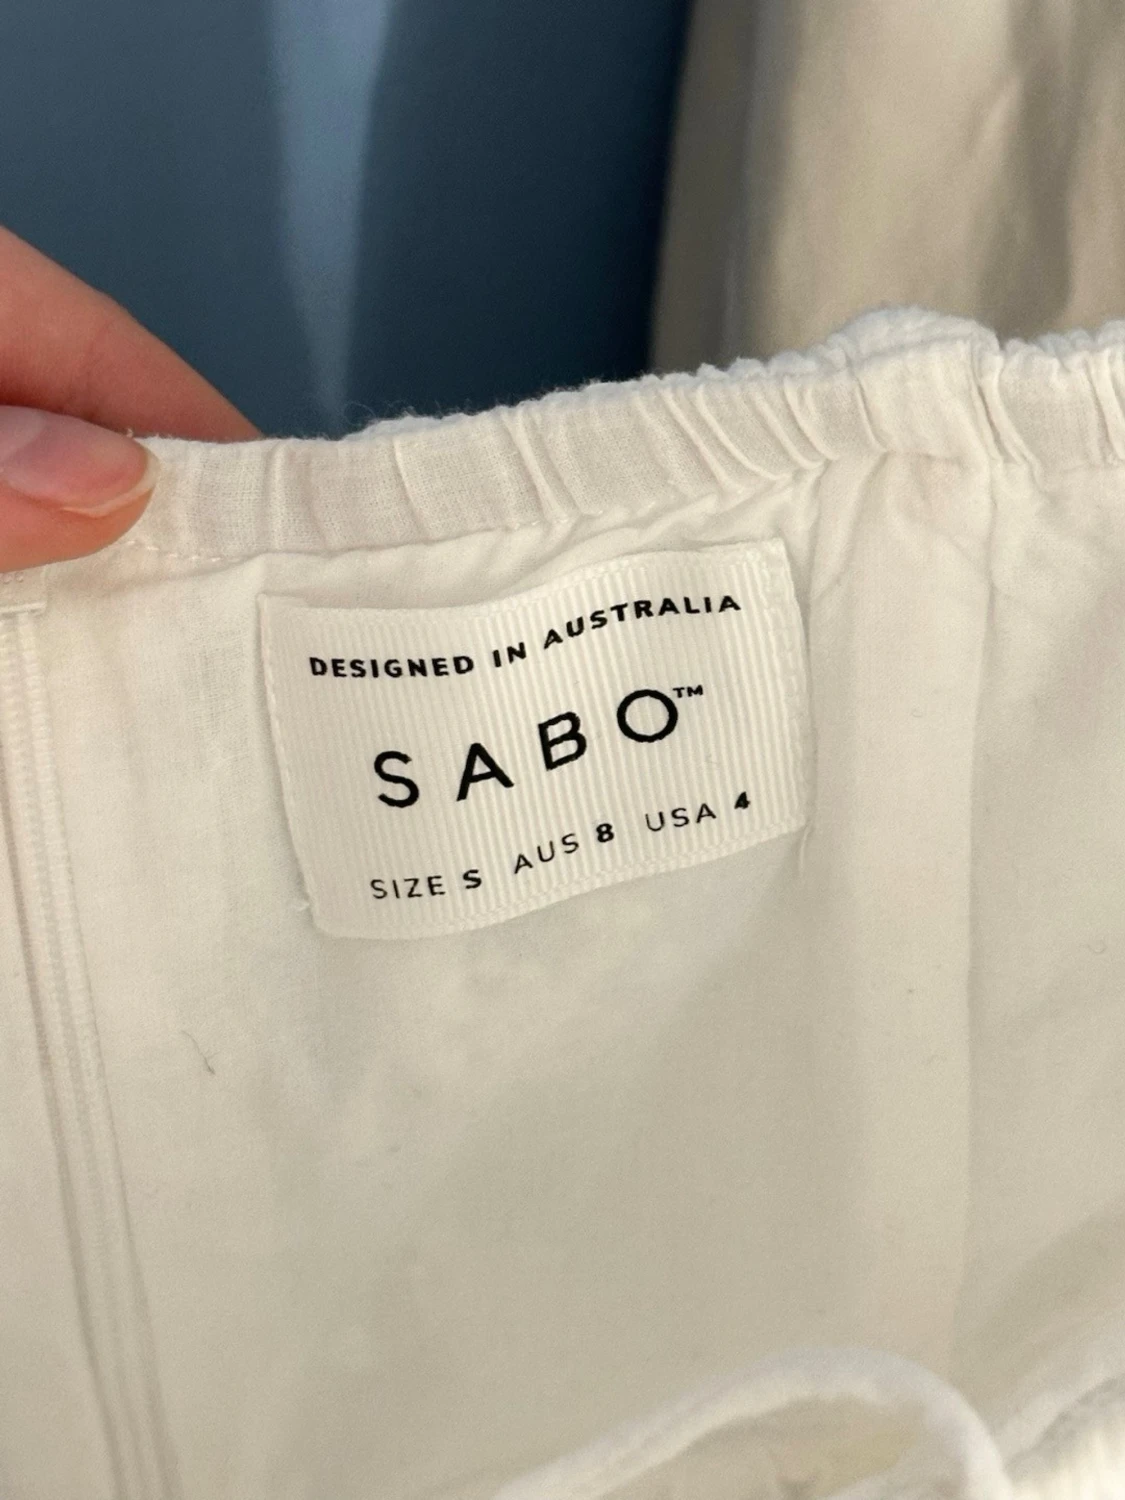 DESIGNED IN AUSTRALIA
SABO™
SIZE S AUS 8 USA 4